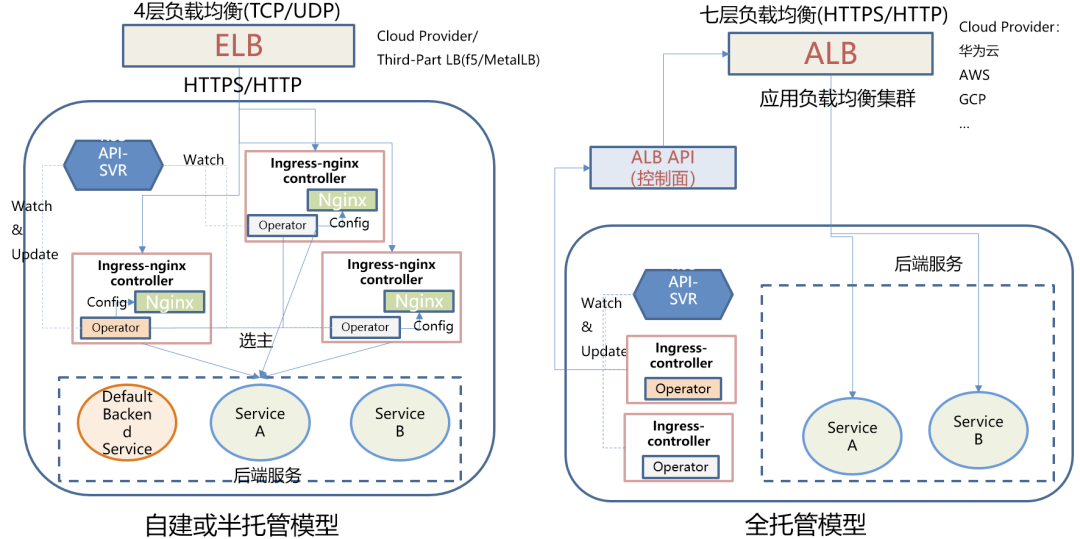 4层负载均衡(TCP/UDP)
ELB
Cloud Provider/
Third-Part LB(f5/MetalLB)
HTTPS/HTTP
API-
SVR
Watch
Watch
&
Update
Ingress-nginx
controller
Nginx
Operator
Config
Ingress-nginx
controller
Config
Nginx
Operator
Ingress-nginx
controller
Nginx
Operator
Config
选主
Default
Backen
d
Service
Service
A
Service
B
后端服务
自建或半托管模型
七层负载均衡(HTTPS/HTTP)
ALB
Cloud Provider:
华为云
AWS
GCP
...
应用负载均衡集群
ALB API
(控制面)
后端服务
API-
SVR
Watch
&
Update
Ingress-
controller
Operator
Ingress-
controller
Operator
Service
A
Service
B
全托管模型